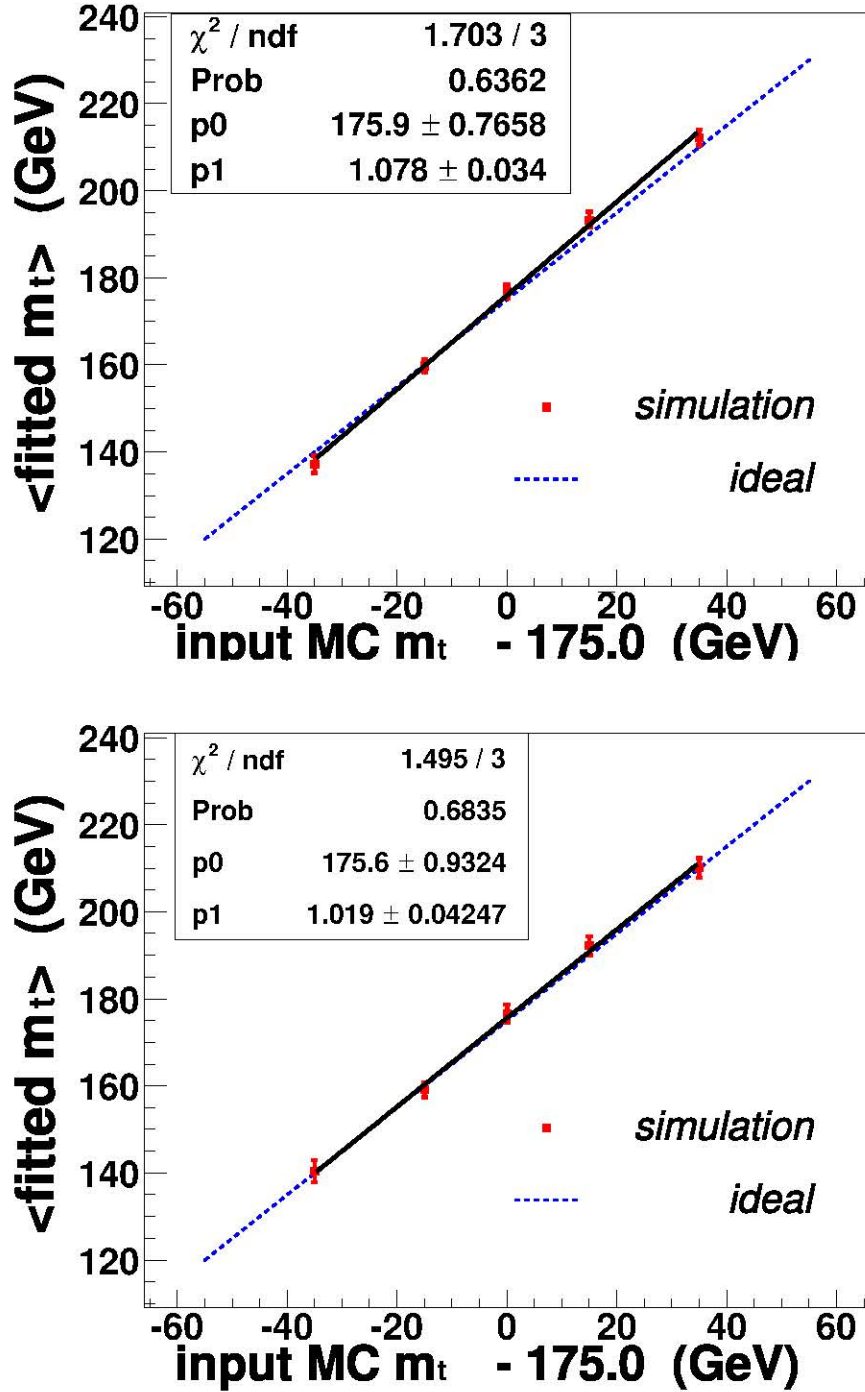 240
220
200
180
160
140
120
<fitted mt> (GeV)
χ2 / ndf 1.703 / 3
Prob 0.6362
p0 175.9 ± 0.7658
p1 1.078 ± 0.034
simulation
ideal
-60 -40 -20 0 20 40 60
input MC mt - 175.0 (GeV)
240
220
200
180
160
140
120
<fitted mt> (GeV)
χ2 / ndf 1.495 / 3
Prob 0.6835
p0 175.6 ± 0.9324
p1 1.019 ± 0.04247
simulation
ideal
-60 -40 -20 0 20 40 60
input MC mt - 175.0 (GeV)